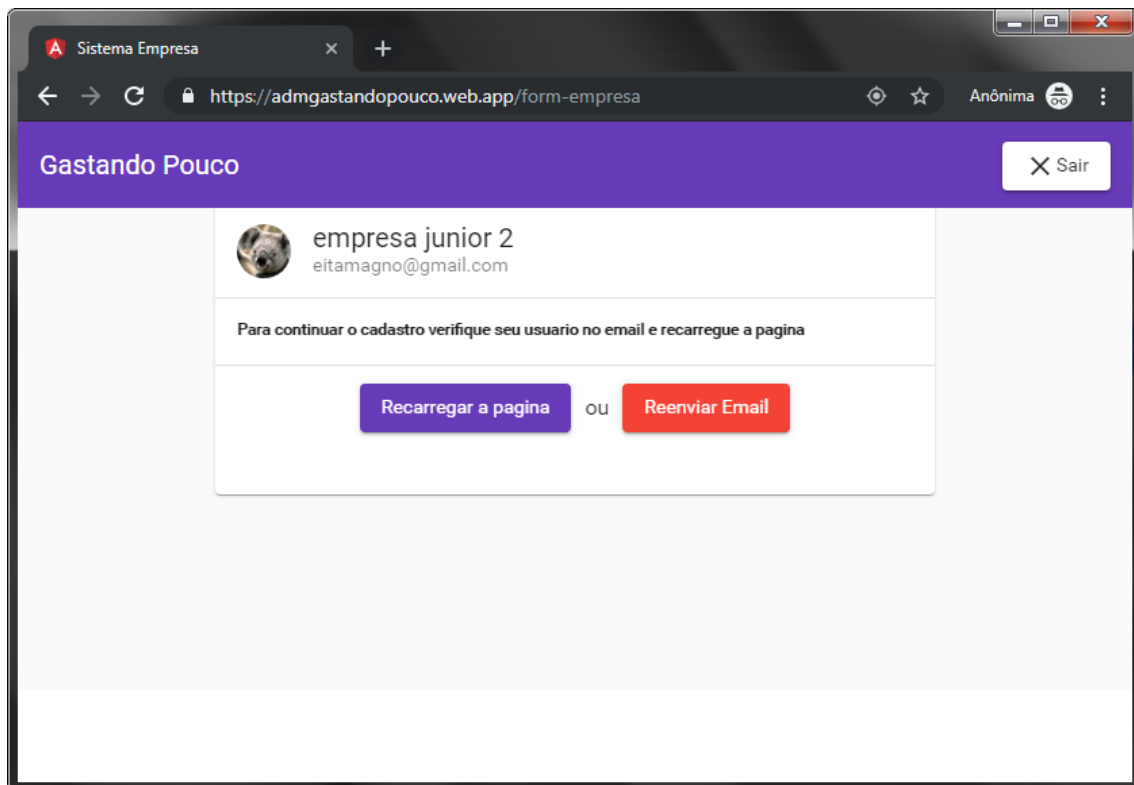 Sistema Empresa
https://admgastandopouco.web.app/form-empresa
Anônima
Gastando Pouco
Sair
empresa junior 2
eitamagno@gmail.com
Para continuar o cadastro verifique seu usuario no email e recarregue a pagina
Recarregar a pagina ou Reenviar Email